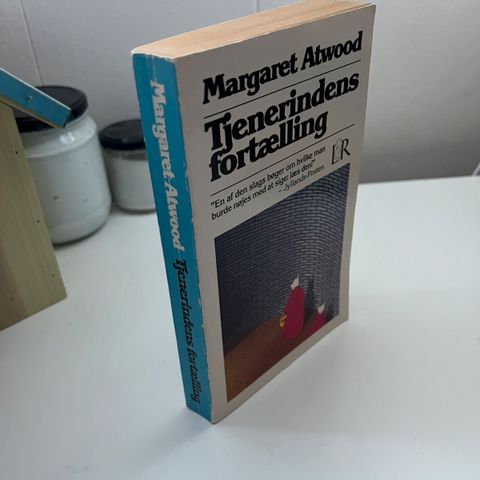 Margaret Atwood
Tjenerindens
fortælling
"En af den slags bøger om hvilke man
burde nøjes med at sige: læs den!"
– Jyllands-Posten
L&R
Margaret Atwood Tjenerindens fortælling